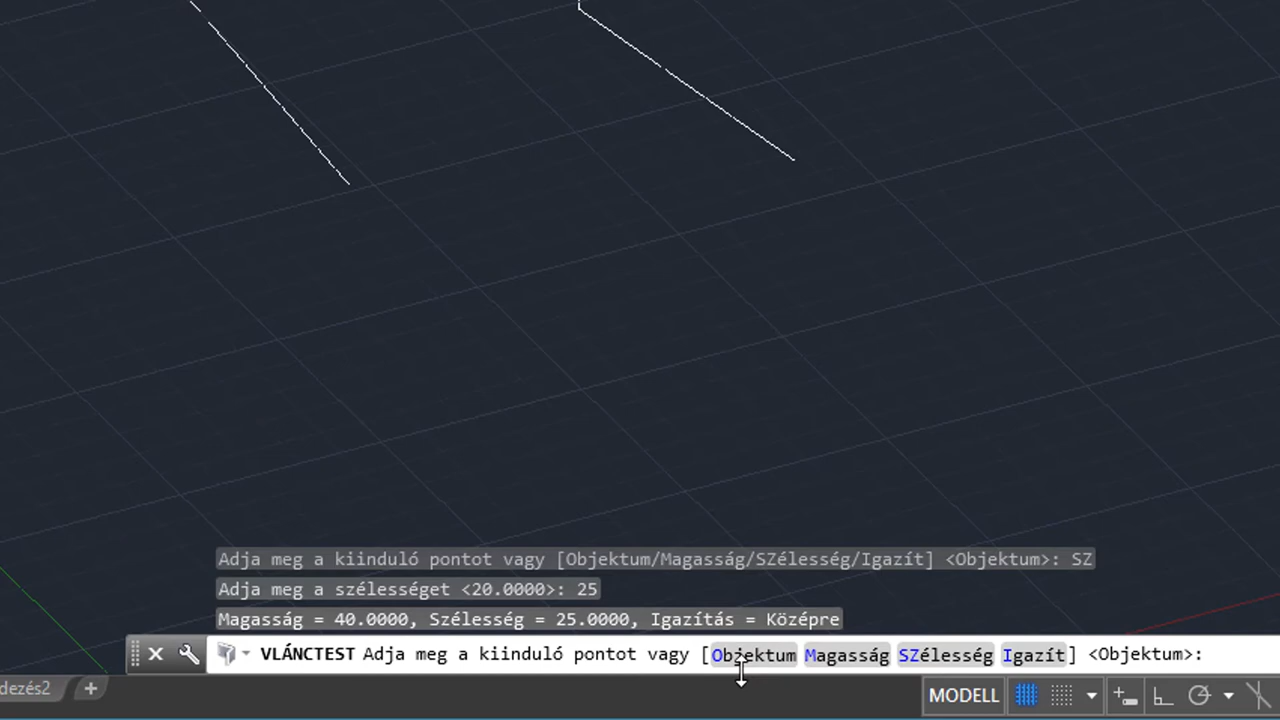 Adja meg a kiinduló pontot vagy [Objektum/Magasság/SZélesség/Igazít] <Objektum>: SZ
Adja meg a szélességet <20.0000>: 25
Magasság = 40.0000, Szélesség = 25.0000, Igazítás = Középre
VLÁNCTEST Adja meg a kiinduló pontot vagy [Objektum Magasság SZélesség Igazít] <Objektum>:
dezés2
MODELL